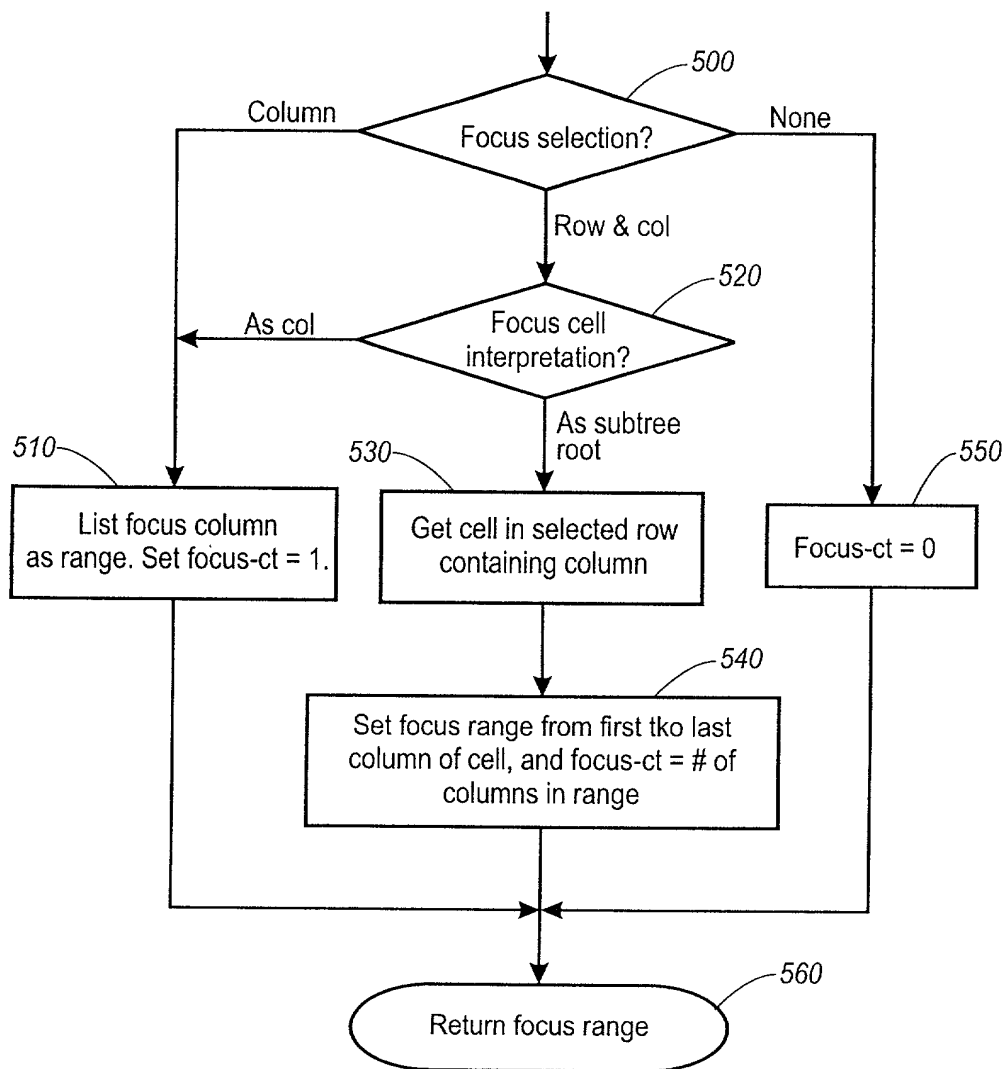 500
Column
None
Focus selection?
Row & col
520
As col
Focus cell
interpretation?
As subtree
root
510
530
550
List focus column
as range. Set focus-ct = 1.
Get cell in selected row
containing column
Focus-ct = 0
540
Set focus range from first tko last
column of cell, and focus-ct = # of
columns in range
560
Return focus range